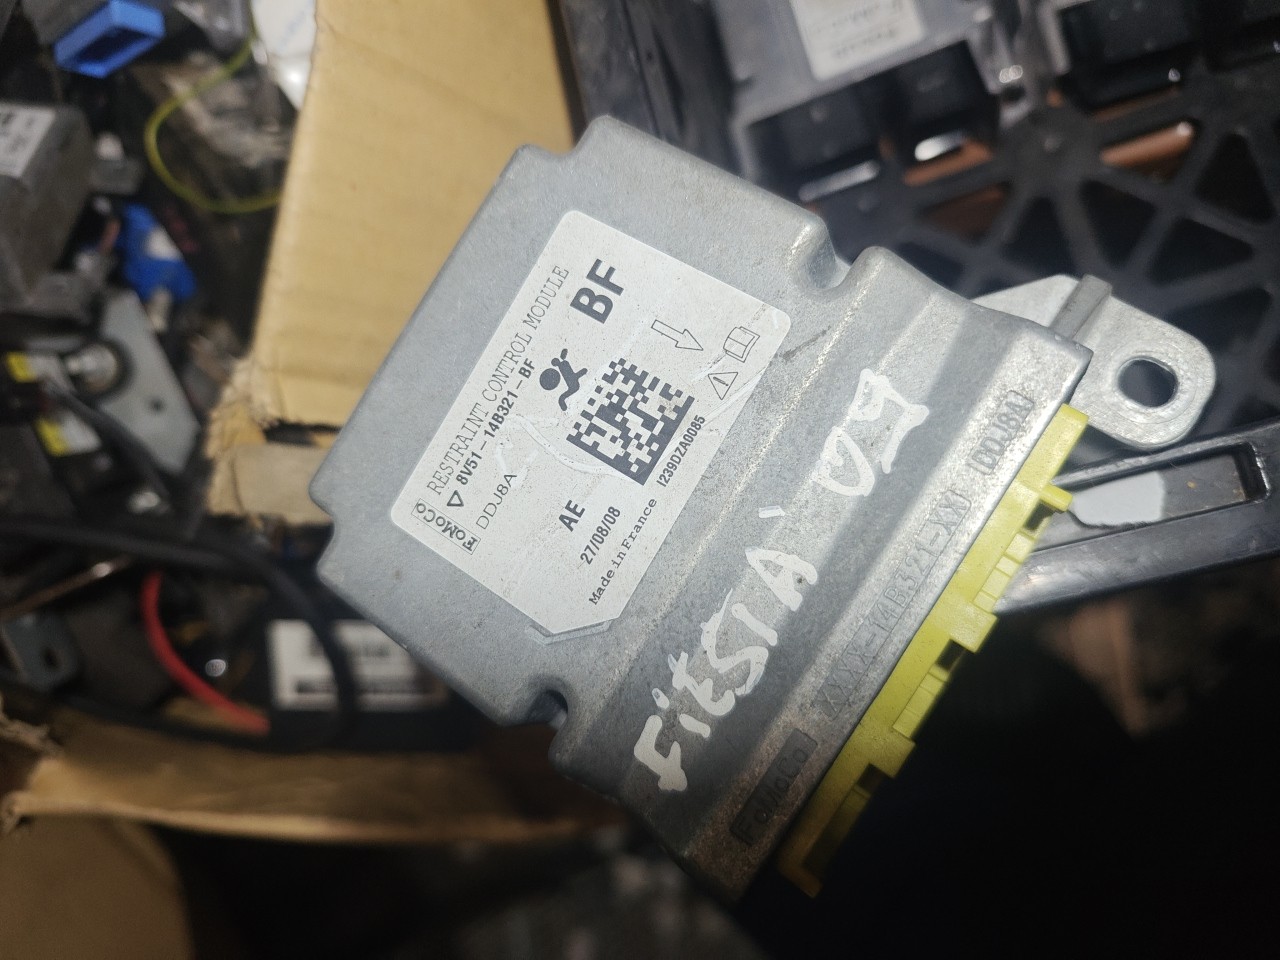 FoMoCo RESTRAINT CONTROL MODULE
8V51-14B321-BF
DDJ8A
BF
AE
27/08/08
Made in France
I239DZA0085
FiESTA '09
FoMoCo XXXX-14B321-XX (DDJ8A)